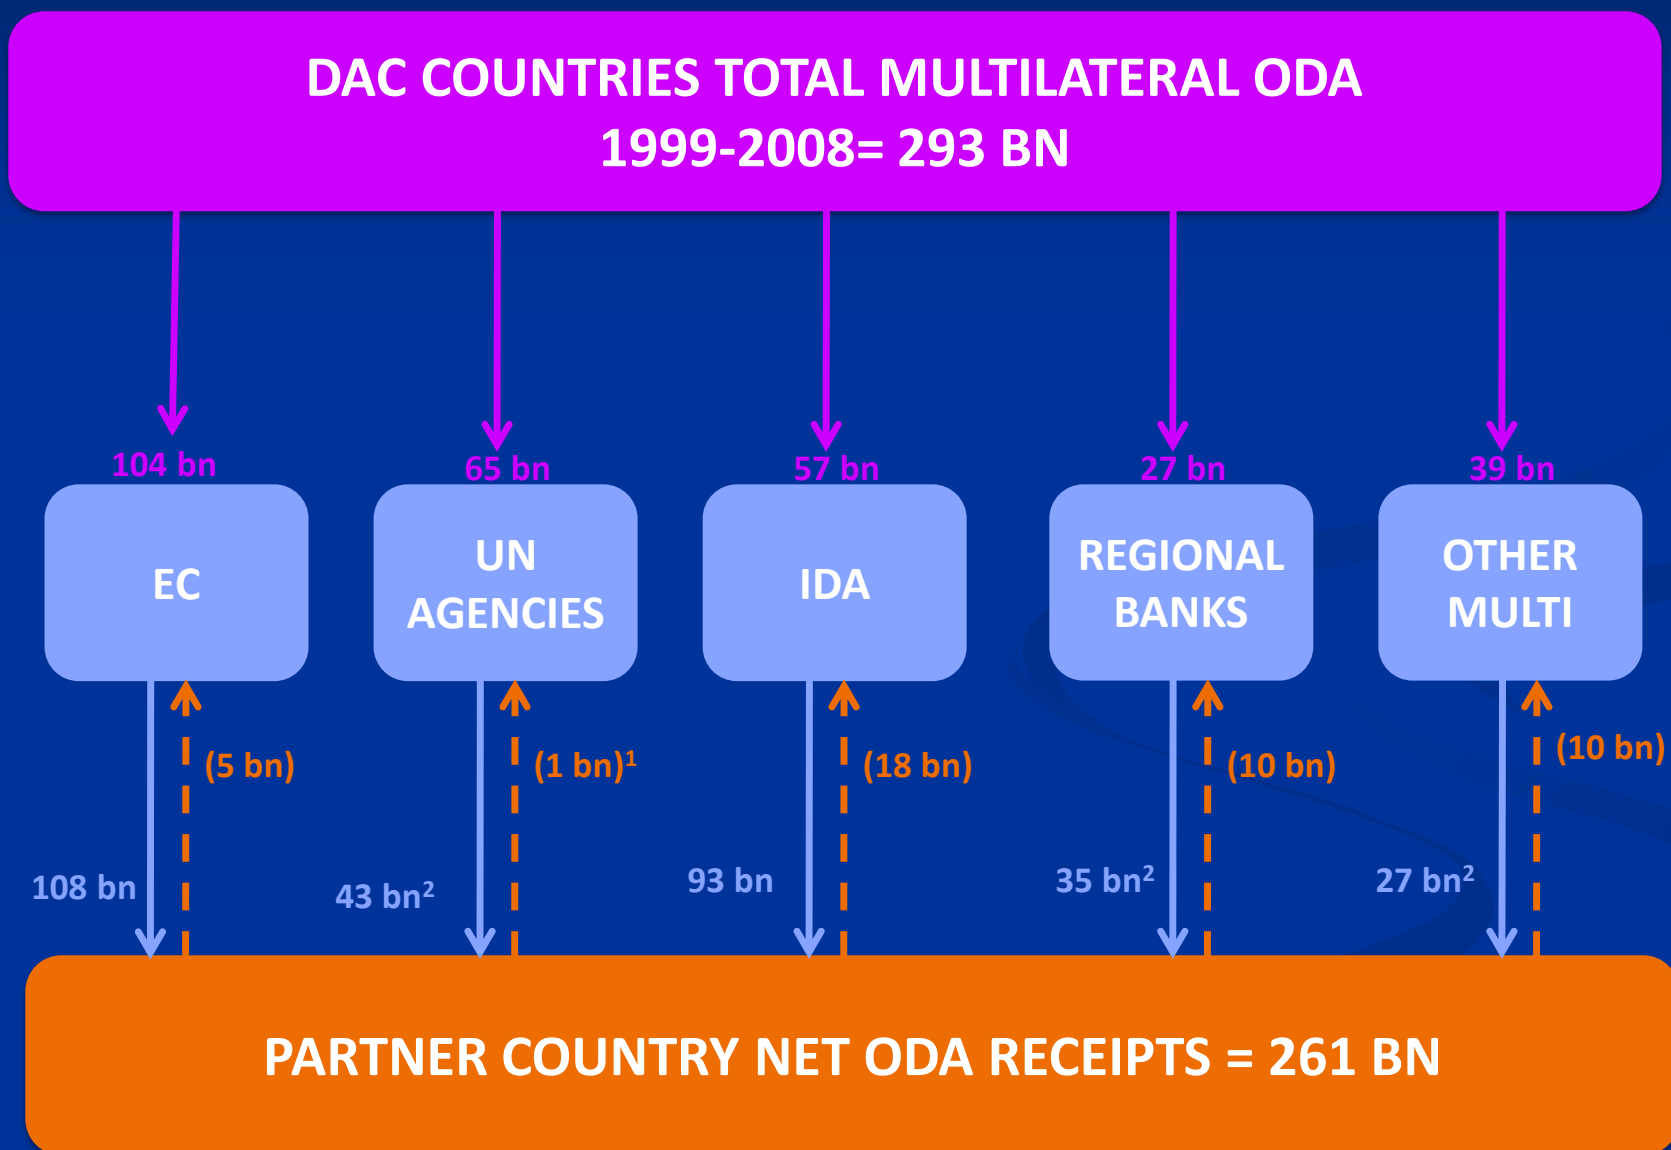 DAC COUNTRIES TOTAL MULTILATERAL ODA
1999-2008= 293 BN
104 bn
65 bn
57 bn
27 bn
39 bn
EC
UN
AGENCIES
IDA
REGIONAL
BANKS
OTHER
MULTI
(5 bn)
(1 bn)¹
(18 bn)
(10 bn)
(10 bn)
108 bn
43 bn²
93 bn
35 bn²
27 bn²
PARTNER COUNTRY NET ODA RECEIPTS = 261 BN